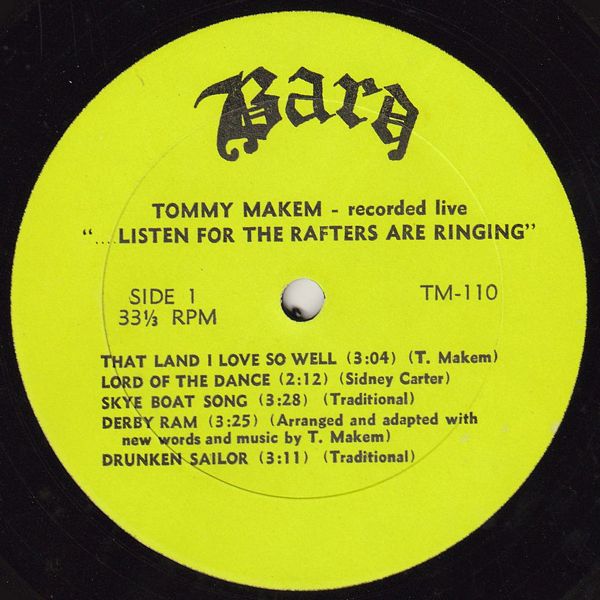 Bard
TOMMY MAKEM - recorded live
"....LISTEN FOR THE RAFTERS ARE RINGING"
SIDE 1
33⅓ RPM
TM-110
THAT LAND I LOVE SO WELL (3:04) (T. Makem)
LORD OF THE DANCE (2:12) (Sidney Carter)
SKYE BOAT SONG (3:28) (Traditional)
DERBY RAM (3:25) (Arranged and adapted with
new words and music by T. Makem)
DRUNKEN SAILOR (3:11) (Traditional)